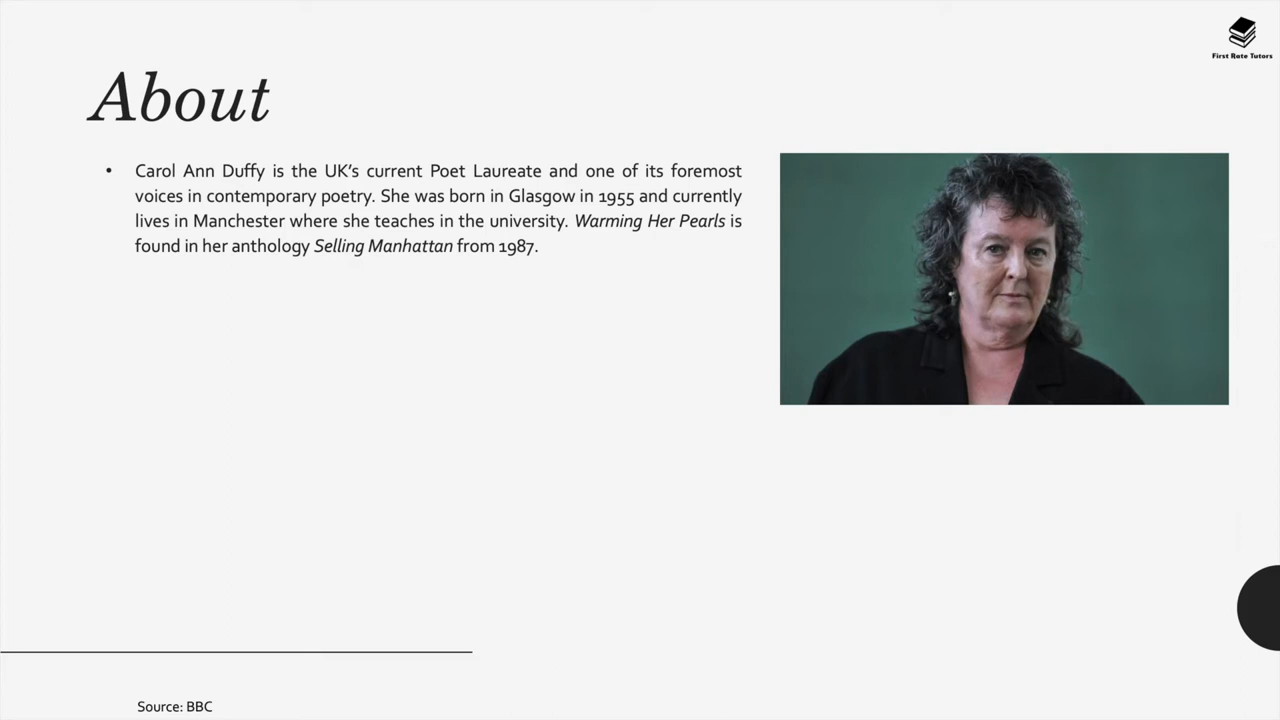 First Rate Tutors
About
• Carol Ann Duffy is the UK’s current Poet Laureate and one of its foremost
voices in contemporary poetry. She was born in Glasgow in 1955 and currently
lives in Manchester where she teaches in the university. Warming Her Pearls is
found in her anthology Selling Manhattan from 1987.
Source: BBC